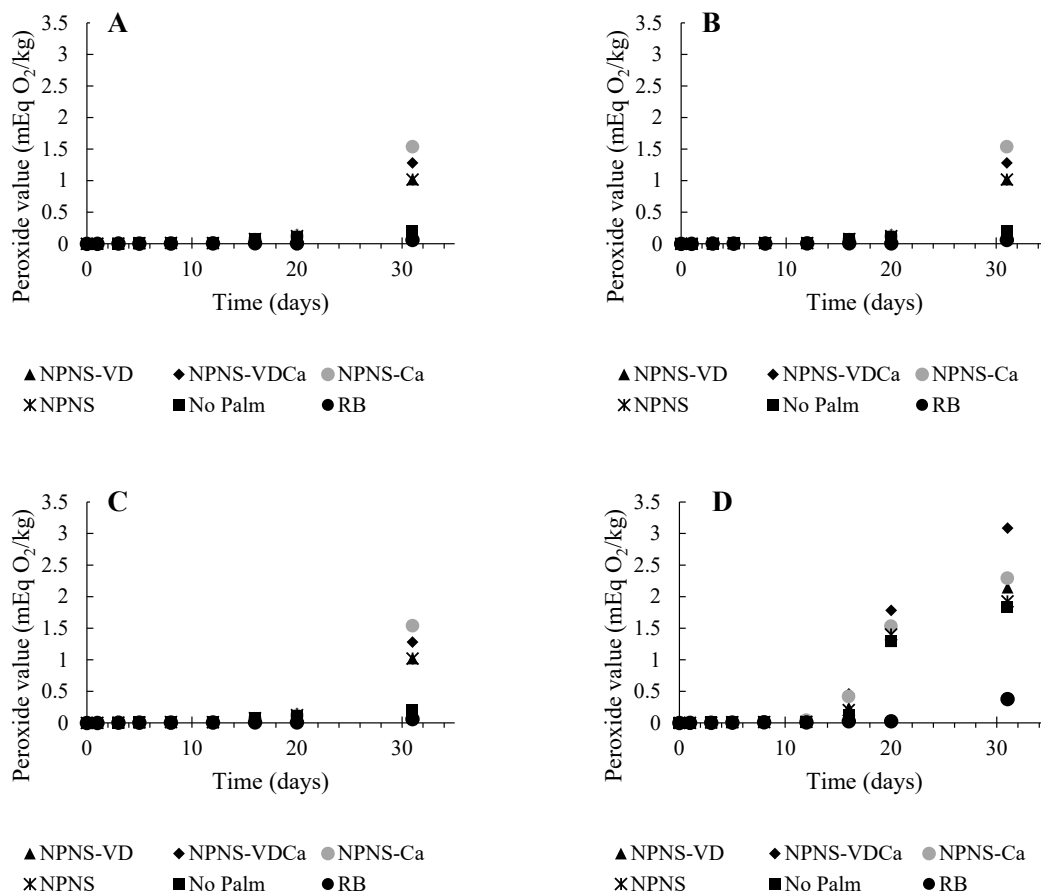 A
Peroxide value (mEq O2/kg)
3.5
3
2.5
2
1.5
1
0.5
0
0 10 20 30
Time (days)
NPNS-VD NPNS-VDCa NPNS-Ca
NPNS No Palm RB
B
Peroxide value (mEq O2/kg)
3.5
3
2.5
2
1.5
1
0.5
0
0 10 20 30
Time (days)
NPNS-VD NPNS-VDCa NPNS-Ca
NPNS No Palm RB
C
Peroxide value (mEq O2/kg)
3.5
3
2.5
2
1.5
1
0.5
0
0 10 20 30
Time (days)
NPNS-VD NPNS-VDCa NPNS-Ca
NPNS No Palm RB
D
Peroxide value (mEq O2/kg)
3.5
3
2.5
2
1.5
1
0.5
0
0 10 20 30
Time (days)
NPNS-VD NPNS-VDCa NPNS-Ca
NPNS No Palm RB